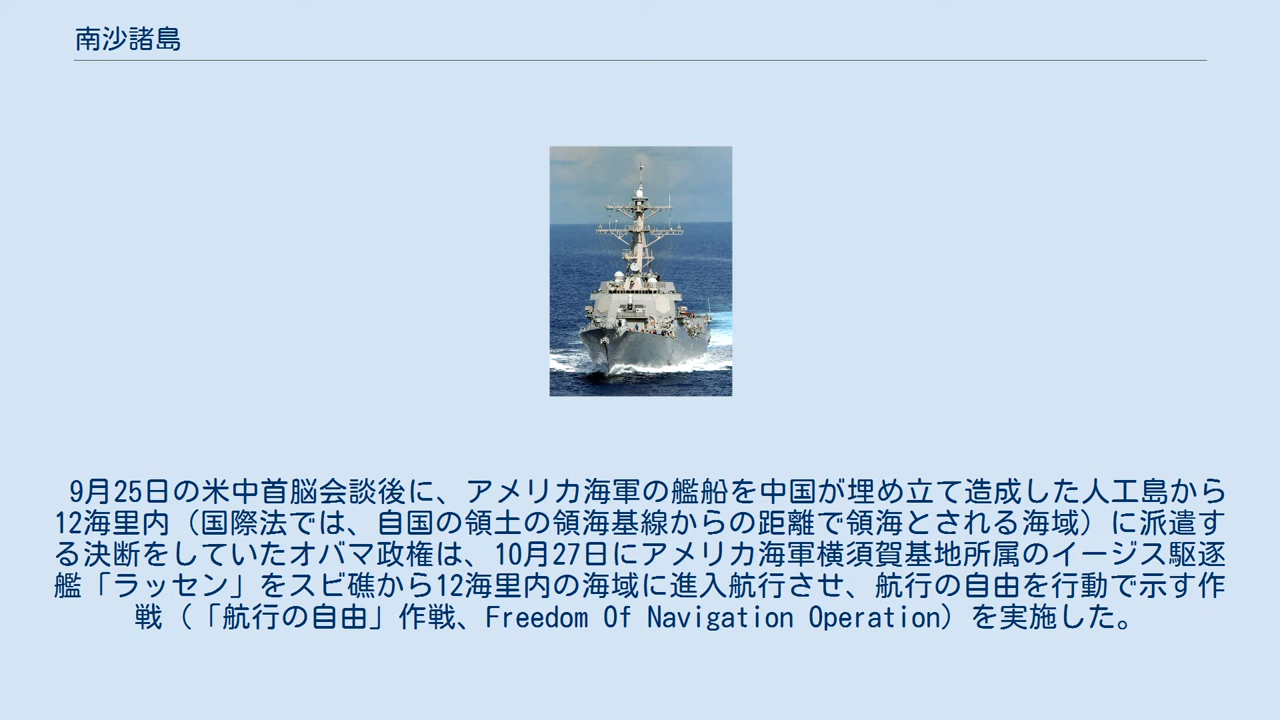 南沙諸島
9月25日の米中首脳会談後に、アメリカ海軍の艦船を中国が埋め立て造成した人工島から
12海里内（国際法では、自国の領土の領海基線からの距離で領海とされる海域）に派遣す
る決断をしていたオバマ政権は、10月27日にアメリカ海軍横須賀基地所属のイージス駆逐
艦「ラッセン」をスビ礁から12海里内の海域に進入航行させ、航行の自由を行動で示す作
戦（「航行の自由」作戦、Freedom Of Navigation Operation）を実施した。